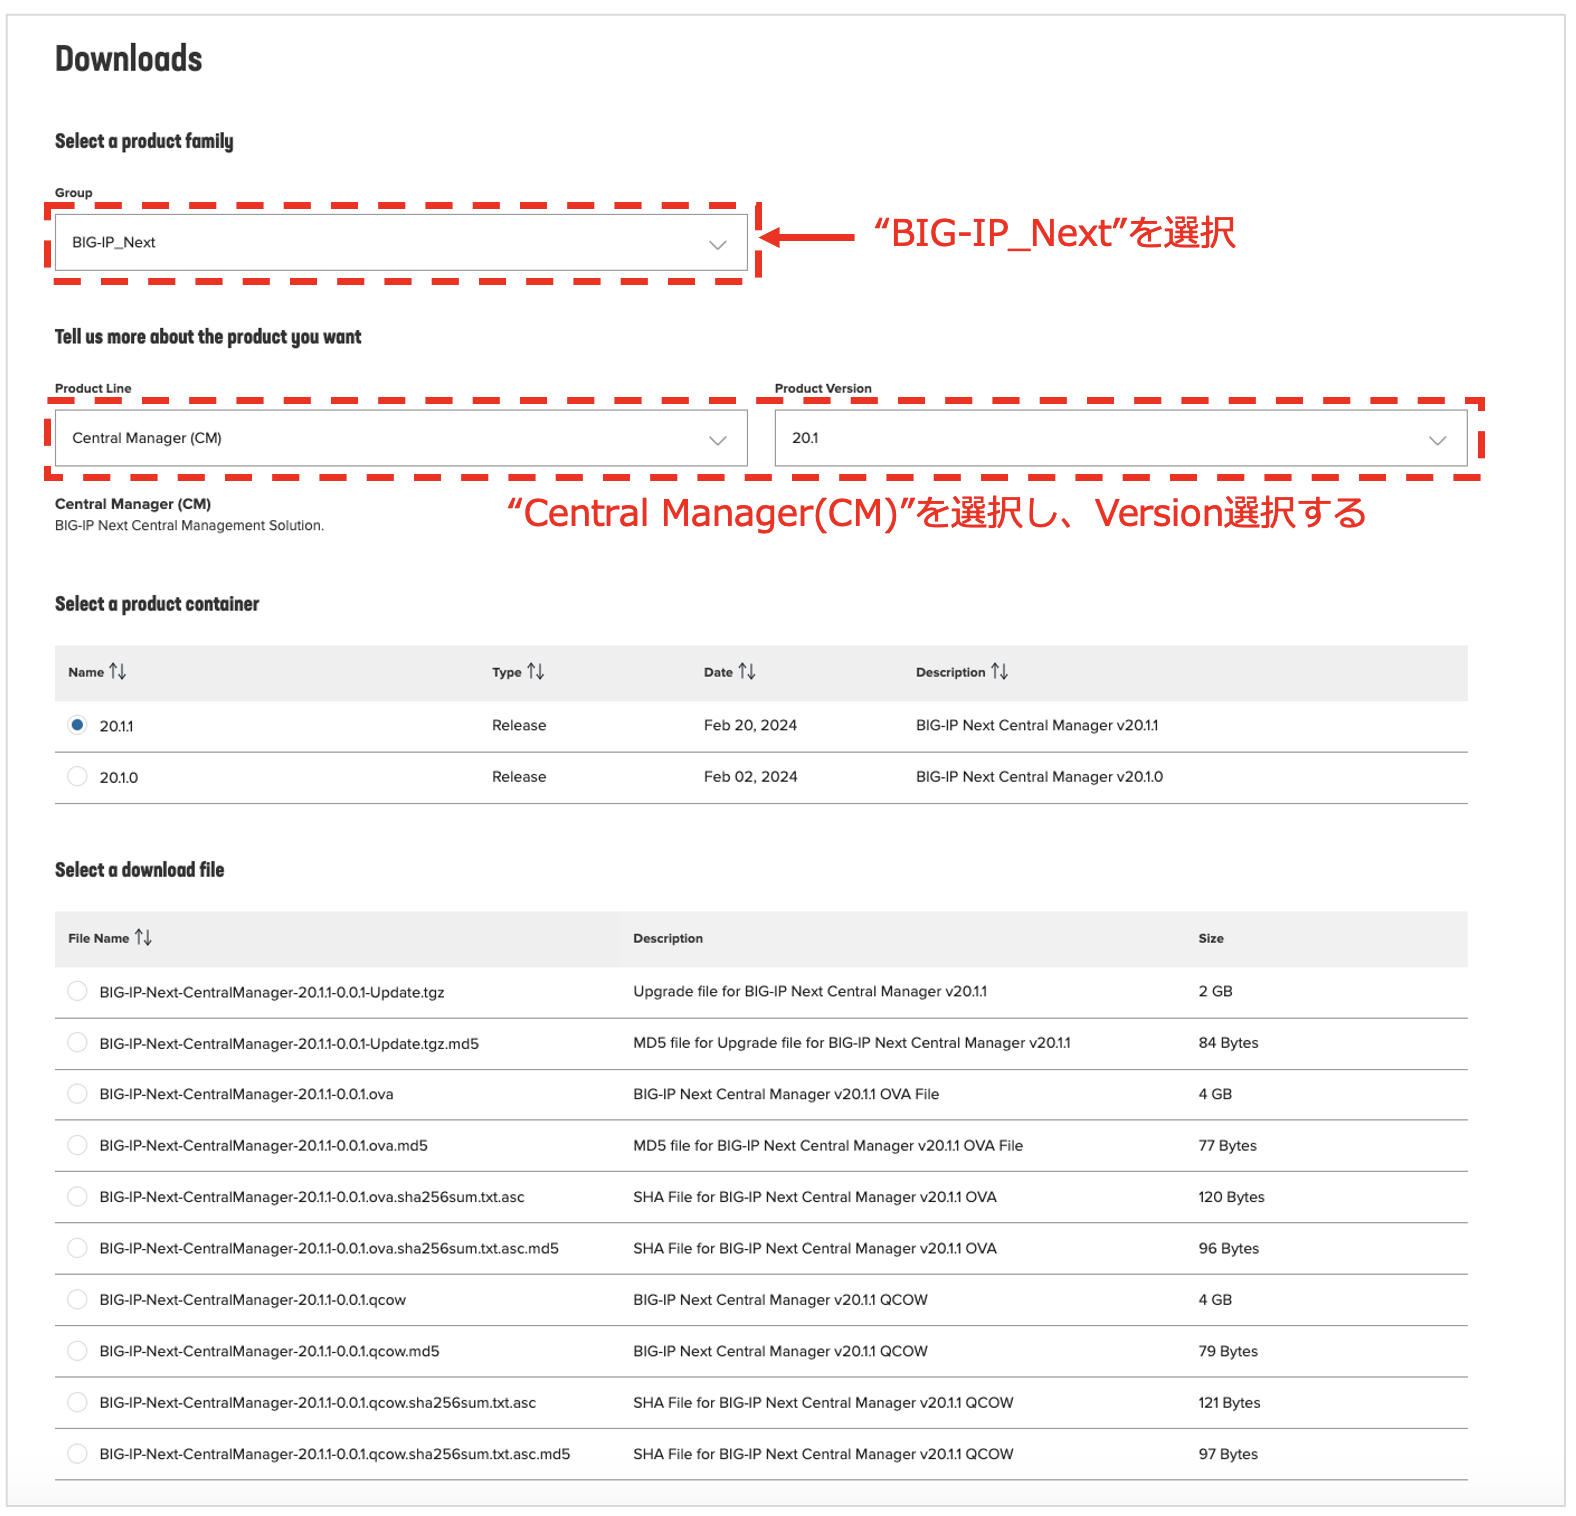 Downloads
Select a product family
Group
BIG-IP_Next
“BIG-IP_Next”を選択
Tell us more about the product you want
Product Line
Product Version
Central Manager (CM)
20.1
Central Manager (CM)
BIG-IP Next Central Management Solution.
“Central Manager(CM)”を選択し、Version選択する
Select a product container
Name Type Date Description
20.1.1 Release Feb 20, 2024 BIG-IP Next Central Manager v20.1.1
20.1.0 Release Feb 02, 2024 BIG-IP Next Central Manager v20.1.0
Select a download file
File Name Description Size
BIG-IP-Next-CentralManager-20.1.1-0.0.1-Update.tgz Upgrade file for BIG-IP Next Central Manager v20.1.1 2 GB
BIG-IP-Next-CentralManager-20.1.1-0.0.1-Update.tgz.md5 MD5 file for Upgrade file for BIG-IP Next Central Manager v20.1.1 84 Bytes
BIG-IP-Next-CentralManager-20.1.1-0.0.1.ova BIG-IP Next Central Manager v20.1.1 OVA File 4 GB
BIG-IP-Next-CentralManager-20.1.1-0.0.1.ova.md5 MD5 file for BIG-IP Next Central Manager v20.1.1 OVA File 77 Bytes
BIG-IP-Next-CentralManager-20.1.1-0.0.1.ova.sha256sum.txt.asc SHA File for BIG-IP Next Central Manager v20.1.1 OVA 120 Bytes
BIG-IP-Next-CentralManager-20.1.1-0.0.1.ova.sha256sum.txt.asc.md5 SHA File for BIG-IP Next Central Manager v20.1.1 OVA 96 Bytes
BIG-IP-Next-CentralManager-20.1.1-0.0.1.qcow BIG-IP Next Central Manager v20.1.1 QCOW 4 GB
BIG-IP-Next-CentralManager-20.1.1-0.0.1.qcow.md5 BIG-IP Next Central Manager v20.1.1 QCOW 79 Bytes
BIG-IP-Next-CentralManager-20.1.1-0.0.1.qcow.sha256sum.txt.asc SHA File for BIG-IP Next Central Manager v20.1.1 QCOW 121 Bytes
BIG-IP-Next-CentralManager-20.1.1-0.0.1.qcow.sha256sum.txt.asc.md5 SHA File for BIG-IP Next Central Manager v20.1.1 QCOW 97 Bytes